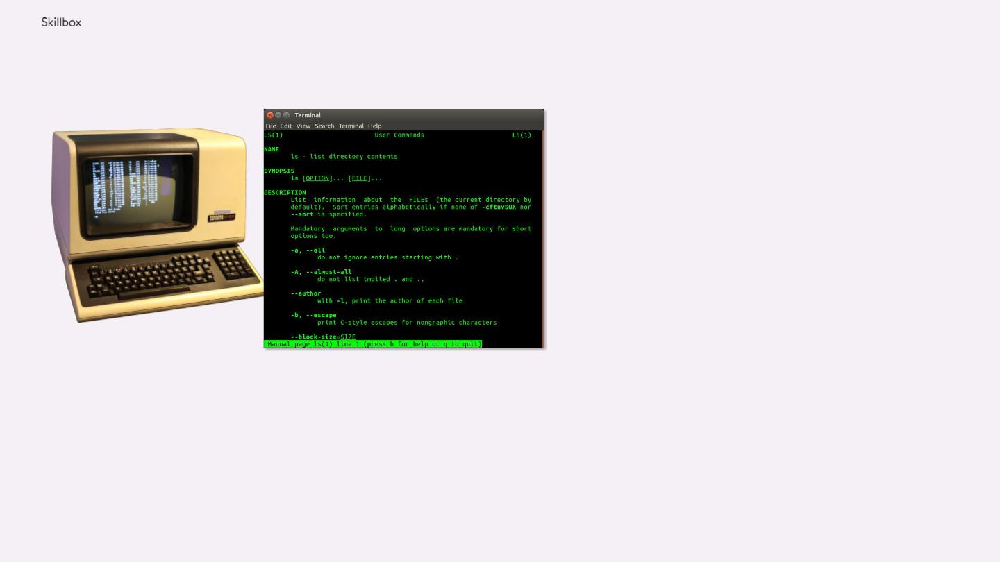 Skillbox
Terminal
File Edit View Search Terminal Help
LS(1) User Commands LS(1)
NAME
ls - list directory contents
SYNOPSIS
ls [OPTION]... [FILE]...
DESCRIPTION
List information about the FILEs (the current directory by
default). Sort entries alphabetically if none of -cftuvSUX nor
--sort is specified.
Mandatory arguments to long options are mandatory for short
options too.
-a, --all
do not ignore entries starting with .
-A, --almost-all
do not list implied . and ..
--author
with -l, print the author of each file
-b, --escape
print C-style escapes for nongraphic characters
--block-size=SIZE
Manual page ls(1) line 1 (press h for help or q to quit)